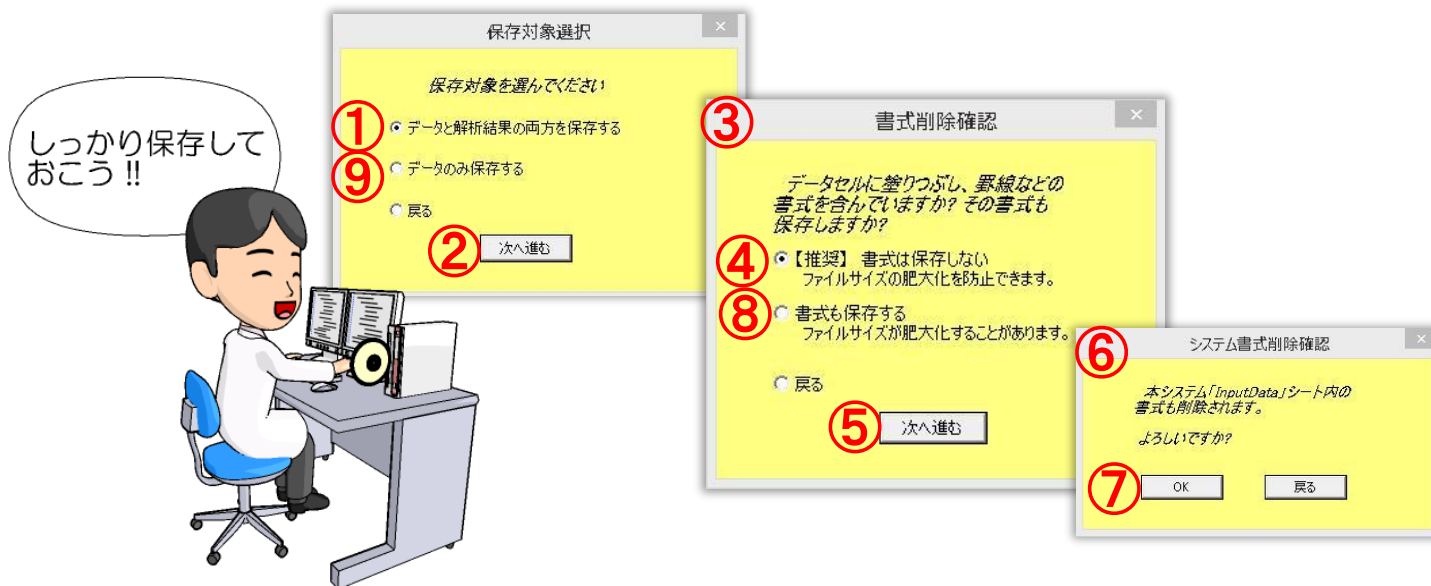 しっかり保存して
おこう!!
保存対象選択
保存対象を選んでください
① データと解析結果の両方を保存する
⑨ データのみ保存する
戻る
② 次へ進む
③ 書式削除確認
データセルに塗りつぶし、罫線などの
書式を含んでいますか? その書式も
保存しますか?
④ 【推奨】 書式は保存しない
ファイルサイズの肥大化を防止できます。
⑧ 書式も保存する
ファイルサイズが肥大化することがあります。
戻る
⑤ 次へ進む
⑥ システム書式削除確認
本システム「InputData」シート内の
書式も削除されます。
よろしいですか?
⑦ OK 戻る